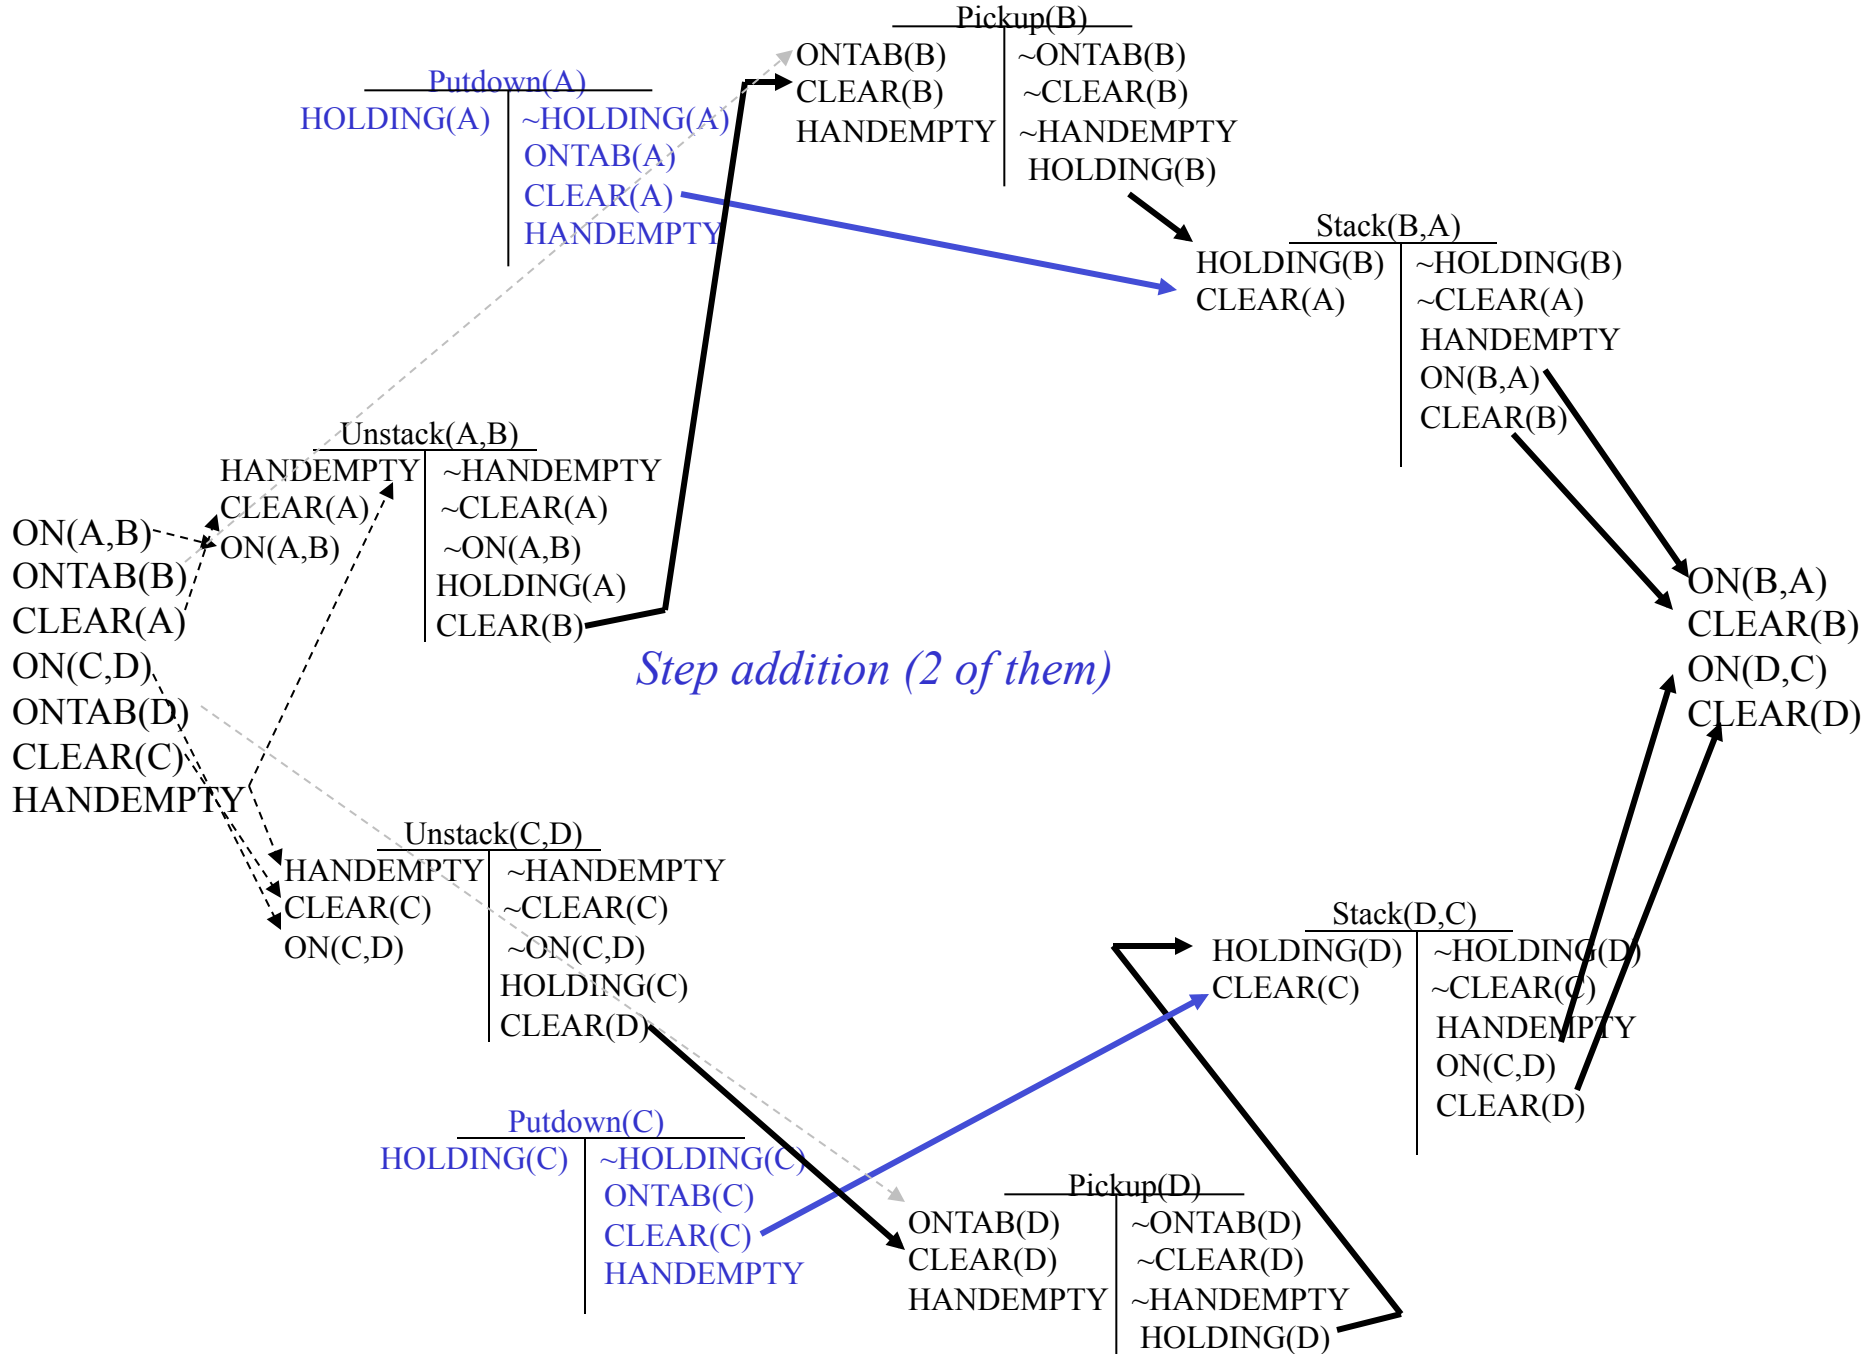 Pickup(B)
ONTAB(B) ~ONTAB(B)
CLEAR(B) ~CLEAR(B)
HANDEMPTY ~HANDEMPTY
HOLDING(B)
Putdown(A)
HOLDING(A) ~HOLDING(A)
ONTAB(A)
CLEAR(A)
HANDEMPTY
Stack(B,A)
HOLDING(B) ~HOLDING(B)
CLEAR(A) ~CLEAR(A)
HANDEMPTY
ON(B,A)
CLEAR(B)
Unstack(A,B)
HANDEMPTY ~HANDEMPTY
CLEAR(A) ~CLEAR(A)
ON(A,B) ~ON(A,B)
HOLDING(A)
CLEAR(B)
ON(A,B)
ONTAB(B)
CLEAR(A)
ON(C,D)
ONTAB(D)
CLEAR(C)
HANDEMPTY
Step addition (2 of them)
ON(B,A)
CLEAR(B)
ON(D,C)
CLEAR(D)
Unstack(C,D)
HANDEMPTY ~HANDEMPTY
CLEAR(C) ~CLEAR(C)
ON(C,D) ~ON(C,D)
HOLDING(C)
CLEAR(D)
Stack(D,C)
HOLDING(D) ~HOLDING(D)
CLEAR(C) ~CLEAR(C)
HANDEMPTY
ON(C,D)
CLEAR(D)
Putdown(C)
HOLDING(C) ~HOLDING(C)
ONTAB(C)
CLEAR(C)
HANDEMPTY
Pickup(D)
ONTAB(D) ~ONTAB(D)
CLEAR(D) ~CLEAR(D)
HANDEMPTY ~HANDEMPTY
HOLDING(D)